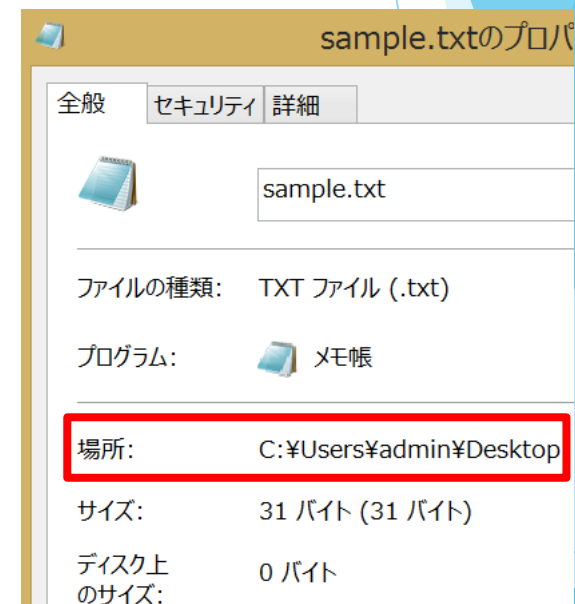 sample.txtのプロパ
全般 セキュリティ 詳細
sample.txt
ファイルの種類: TXT ファイル (.txt)
プログラム: メモ帳
場所: C:¥Users¥admin¥Desktop
サイズ: 31 バイト (31 バイト)
ディスク上
のサイズ: 0 バイト